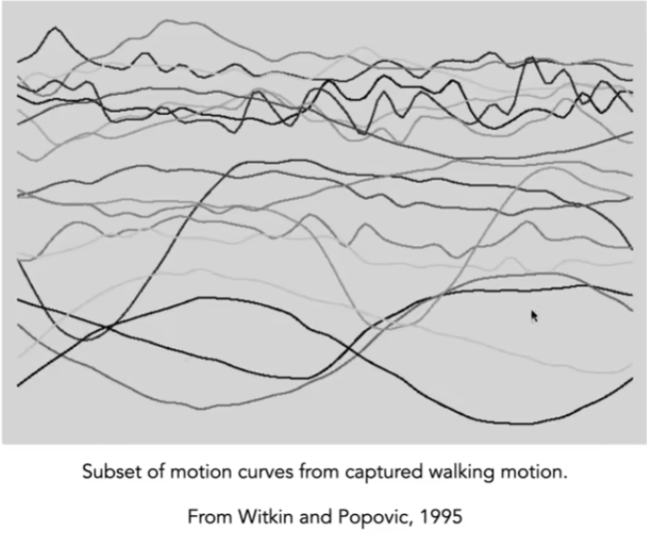 Subset of motion curves from captured walking motion.
From Witkin and Popovic, 1995